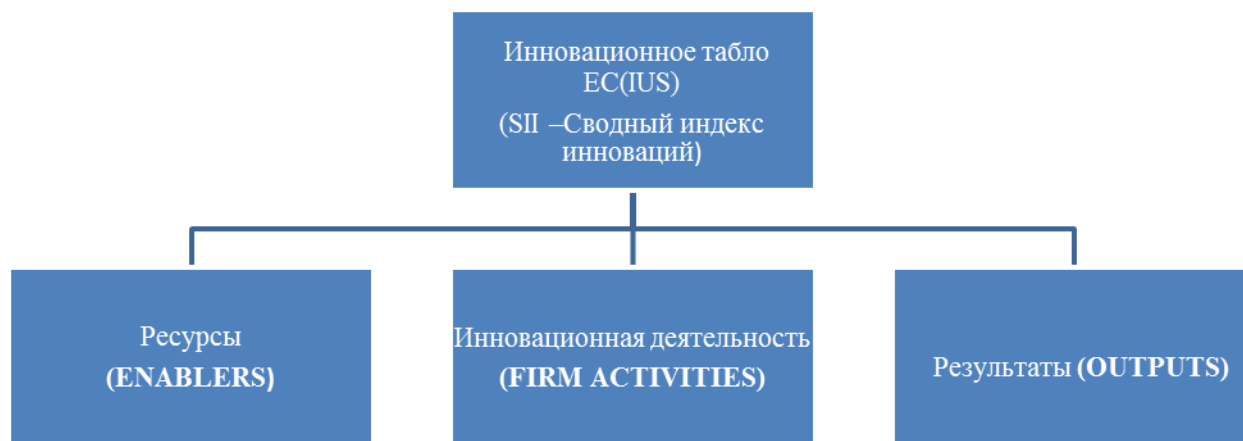 Инновационное табло
ЕС(IUS)
(SII –Сводный индекс
инноваций)
Ресурсы
(ENABLERS)
Инновационная деятельность
(FIRM ACTIVITIES)
Результаты (OUTPUTS)